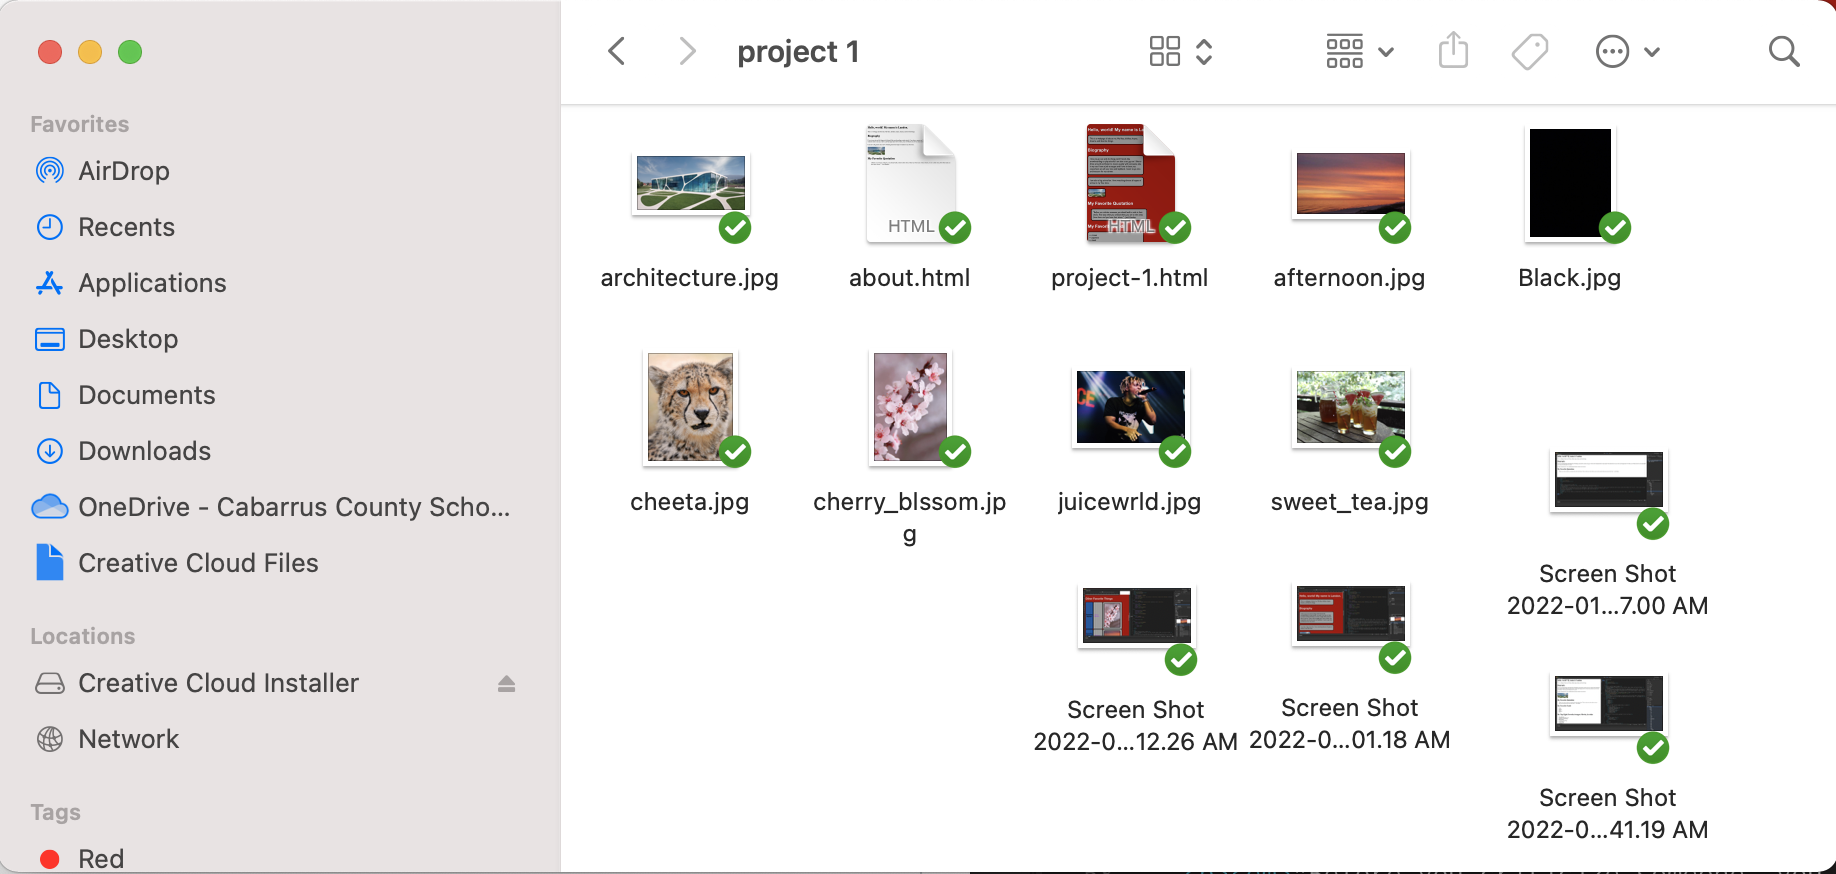 project 1
Favorites
AirDrop
Recents
Applications
Desktop
Documents
Downloads
OneDrive - Cabarrus County Scho...
Creative Cloud Files
Locations
Creative Cloud Installer
Network
Tags
Red
HTML
HTML
architecture.jpg
about.html
project-1.html
afternoon.jpg
Black.jpg
cheeta.jpg
cherry_blssom.jp
g
juicewrld.jpg
sweet_tea.jpg
Screen Shot
2022-01...7.00 AM
Screen Shot
2022-0...12.26 AM
Screen Shot
2022-0...01.18 AM
Screen Shot
2022-0...41.19 AM